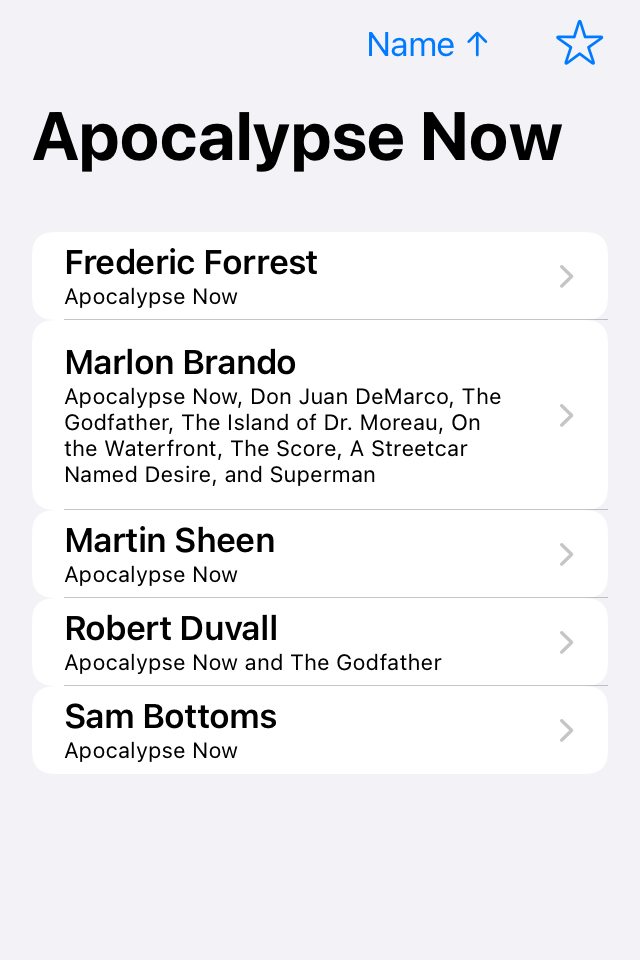 Name ↑
Apocalypse Now
Frederic Forrest
Apocalypse Now
Marlon Brando
Apocalypse Now, Don Juan DeMarco, The
Godfather, The Island of Dr. Moreau, On
the Waterfront, The Score, A Streetcar
Named Desire, and Superman
Martin Sheen
Apocalypse Now
Robert Duvall
Apocalypse Now and The Godfather
Sam Bottoms
Apocalypse Now